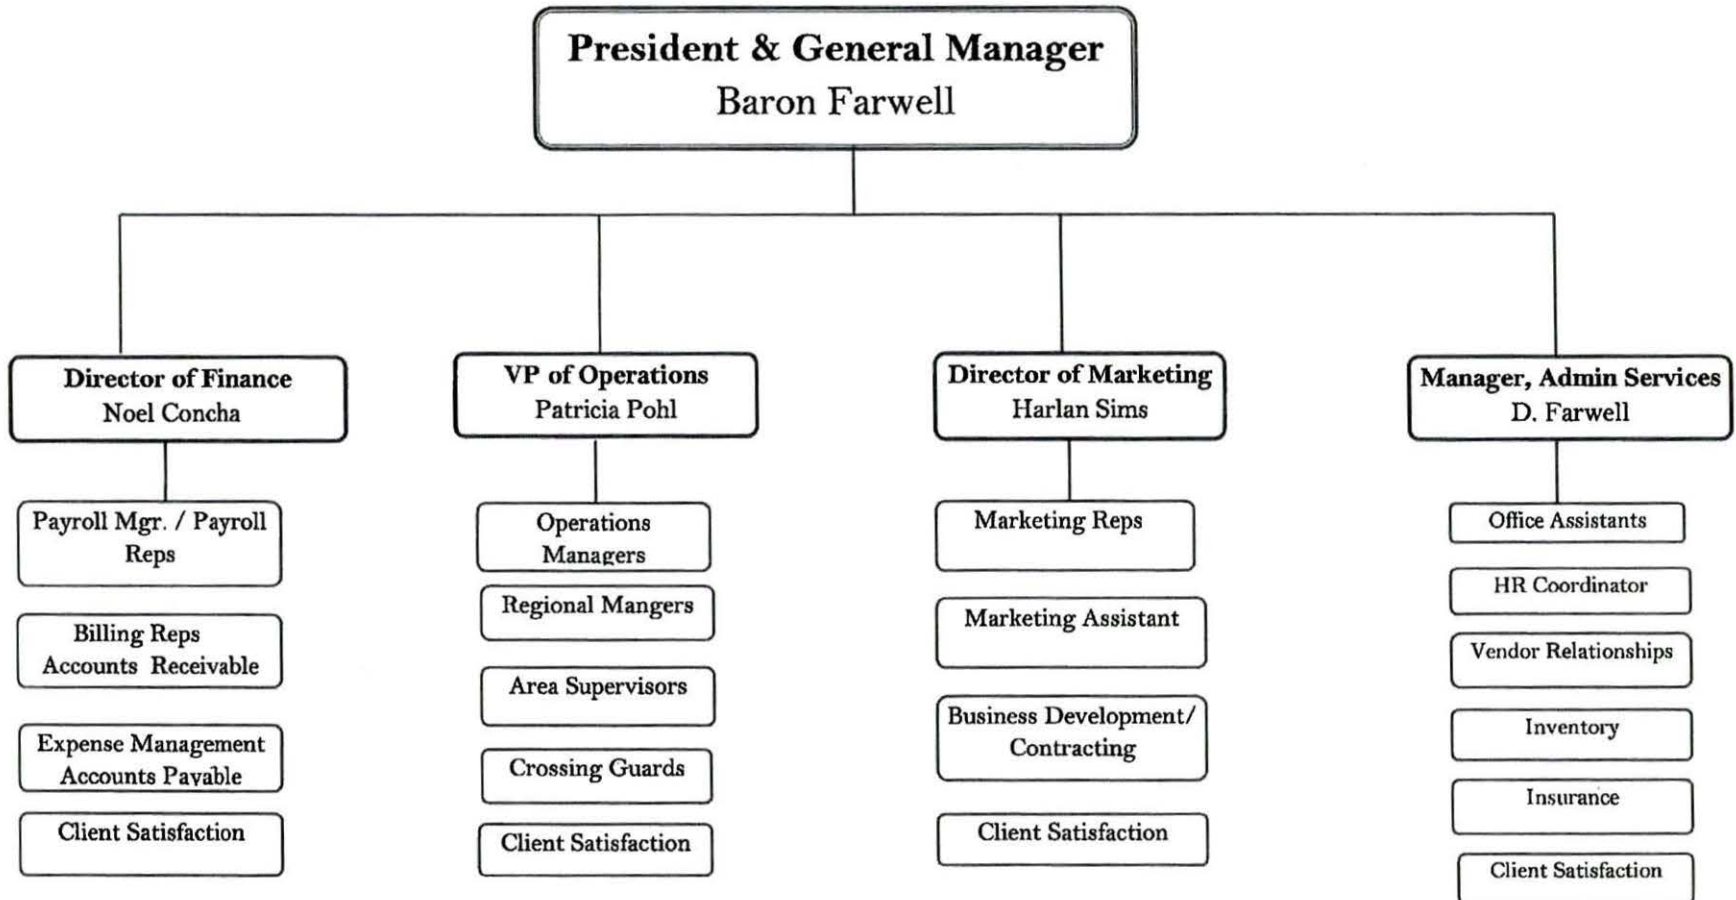 President & General Manager
Baron Farwell
Director of Finance
Noel Concha
VP of Operations
Patricia Pohl
Director of Marketing
Harlan Sims
Manager, Admin Services
D. Farwell
Payroll Mgr. / Payroll
Reps
Billing Reps
Accounts Receivable
Expense Management
Accounts Payable
Client Satisfaction
Operations
Managers
Regional Mangers
Area Supervisors
Crossing Guards
Client Satisfaction
Marketing Reps
Marketing Assistant
Business Development/
Contracting
Client Satisfaction
Office Assistants
HR Coordinator
Vendor Relationships
Inventory
Insurance
Client Satisfaction